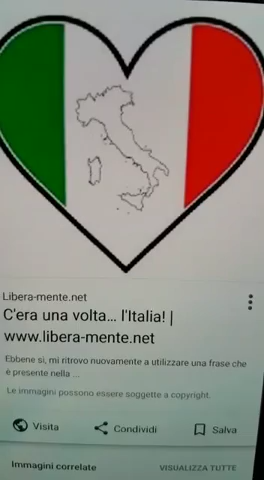 Libera-mente.net
C'era una volta... l'Italia! |
www.libera-mente.net
Ebbene si, mi ritrovo nuovamente a utilizzare una frase che
è presente nella ...
Le immagini possono essere soggette a copyright.
Visita
Condividi
Salva
Immagini correlate
VISUALIZZA TUTTE